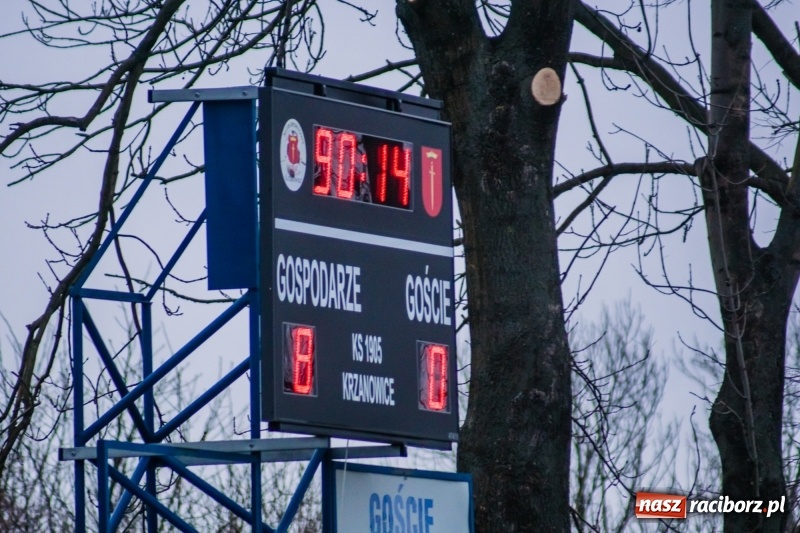 90:14
GOSPODARZE
GOŚCIE
8
KS 1905
KRZANOWICE
0
GOŚCIE
nasz raciborz.pl